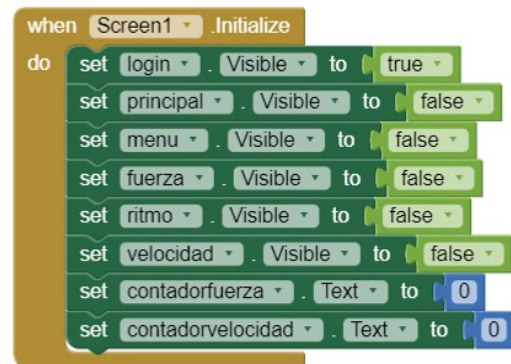 when Screen1 .Initialize
do set login . Visible to true
set principal . Visible to false
set menu . Visible to false
set fuerza . Visible to false
set ritmo . Visible to false
set velocidad . Visible to false
set contadorfuerza . Text to 0
set contadorvelocidad . Text to 0